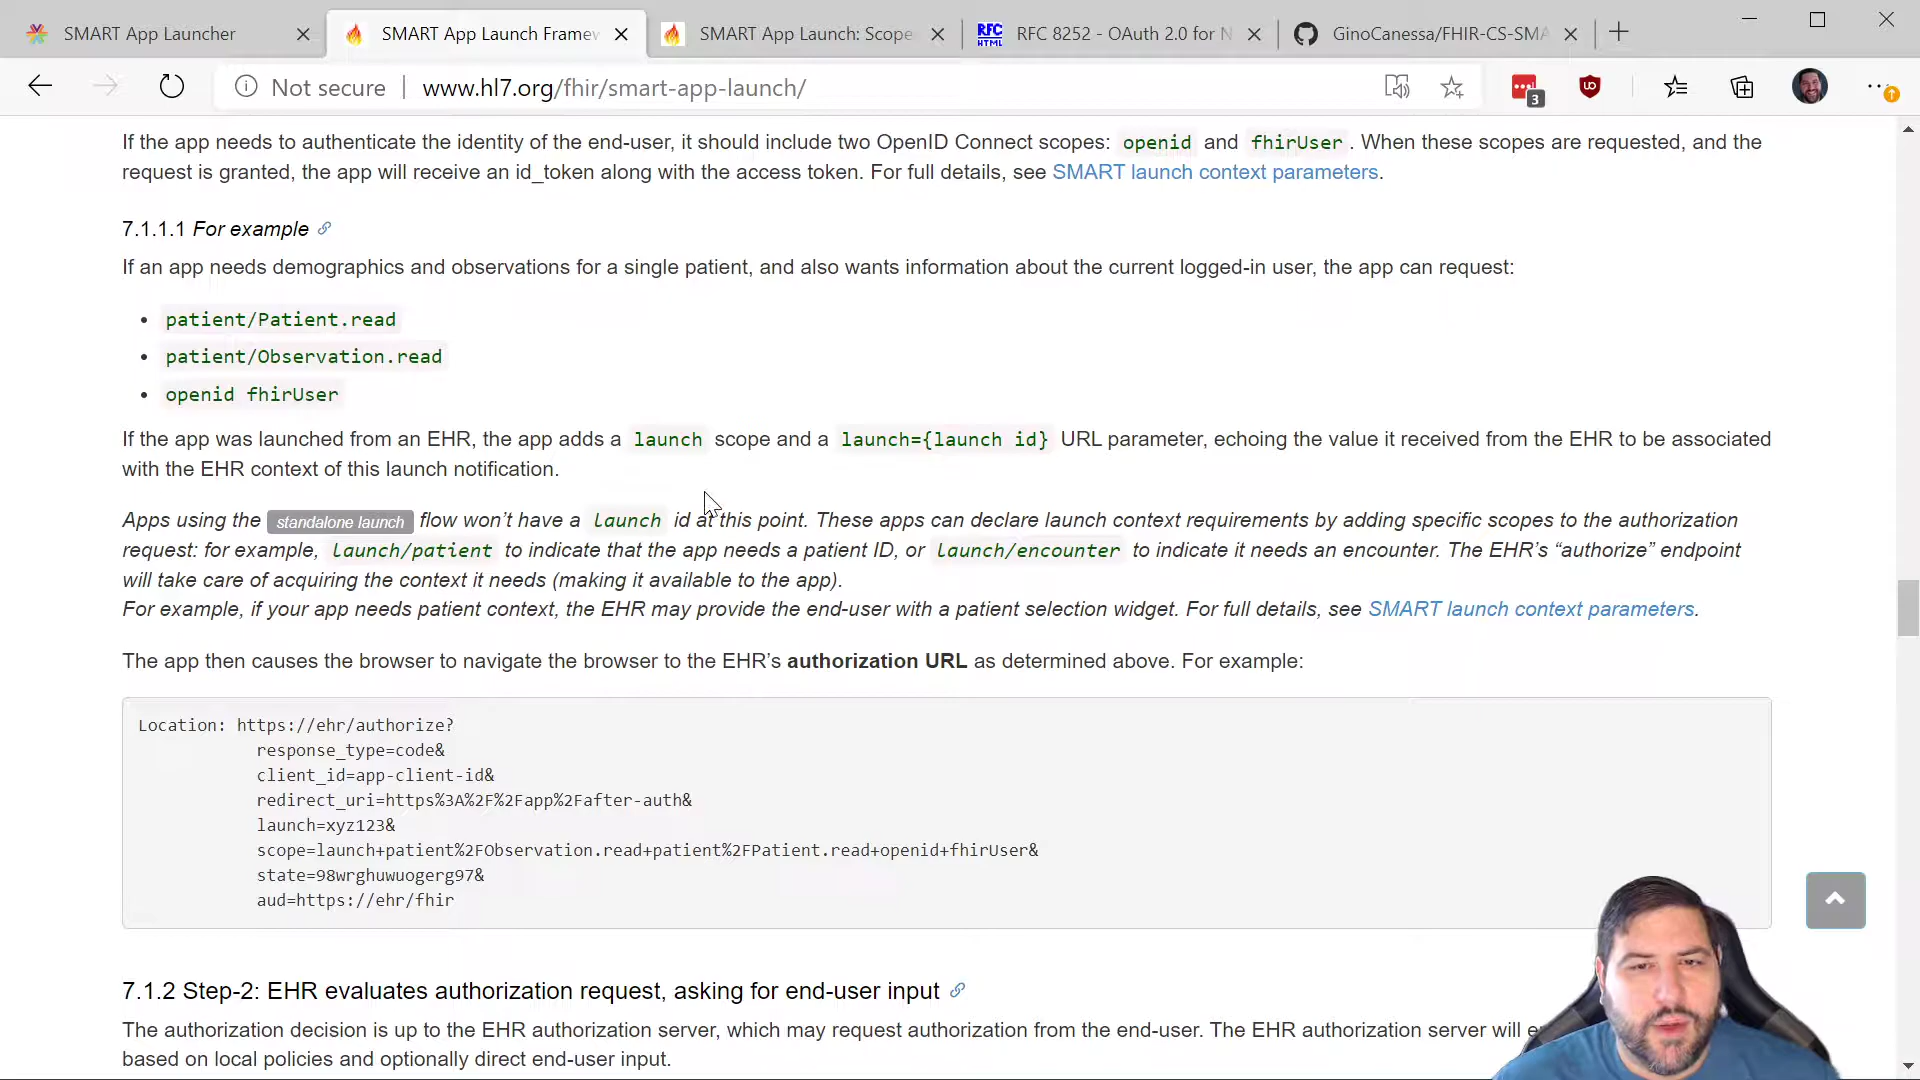 SMART App Launcher
SMART App Launch Framew
SMART App Launch: Scope
RFC HTML
RFC 8252 - OAuth 2.0 for N
GinoCanessa/FHIR-CS-SMA
Not secure
www.hl7.org/fhir/smart-app-launch/
3
If the app needs to authenticate the identity of the end-user, it should include two OpenID Connect scopes: openid and fhirUser. When these scopes are requested, and the
request is granted, the app will receive an id_token along with the access token. For full details, see SMART launch context parameters.
7.1.1.1 For example
If an app needs demographics and observations for a single patient, and also wants information about the current logged-in user, the app can request:
• patient/Patient.read
• patient/Observation.read
• openid fhirUser
If the app was launched from an EHR, the app adds a launch scope and a launch={launch id} URL parameter, echoing the value it received from the EHR to be associated
with the EHR context of this launch notification.
Apps using the standalone launch flow won’t have a launch id at this point. These apps can declare launch context requirements by adding specific scopes to the authorization
request: for example, launch/patient to indicate that the app needs a patient ID, or launch/encounter to indicate it needs an encounter. The EHR’s “authorize” endpoint
will take care of acquiring the context it needs (making it available to the app).
For example, if your app needs patient context, the EHR may provide the end-user with a patient selection widget. For full details, see SMART launch context parameters.
The app then causes the browser to navigate the browser to the EHR’s authorization URL as determined above. For example:
Location: https://ehr/authorize?
response_type=code&
client_id=app-client-id&
redirect_uri=https%3A%2F%2Fapp%2Fafter-auth&
launch=xyz123&
scope=launch+patient%2FObservation.read+patient%2FPatient.read+openid+fhirUser&
state=98wrghuwuogerg97&
aud=https://ehr/fhir
7.1.2 Step-2: EHR evaluates authorization request, asking for end-user input
The authorization decision is up to the EHR authorization server, which may request authorization from the end-user. The EHR authorization server will
based on local policies and optionally direct end-user input.